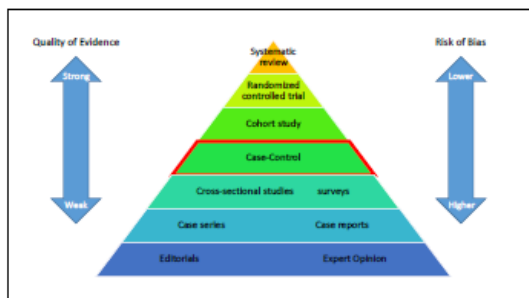 Quality of Evidence
Risk of Bias
Strong
Weak
Lower
Higher
Systematic
review
Randomized
controlled trial
Cohort study
Case-Control
Cross-sectional studies surveys
Case series Case reports
Editorials Expert Opinion